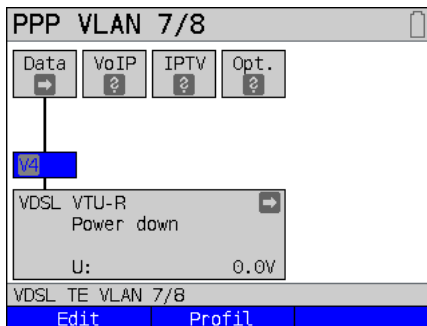 PPP VLAN 7/8
Data VoIP IPTV Opt.
V4
VDSL VTU-R
Power down
U: 0.0V
VDSL TE VLAN 7/8
Edit Profil